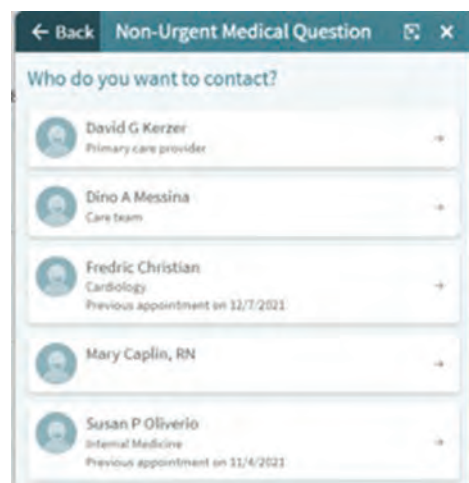 ← Back Non-Urgent Medical Question
Who do you want to contact?
David G Kerzer
Primary care provider
Dino A Messina
Care team
Fredric Christian
Cardiology
Previous appointment on 12/7/2021
Mary Caplin, RN
Susan P Oliverio
Internal Medicine
Previous appointment on 11/4/2021